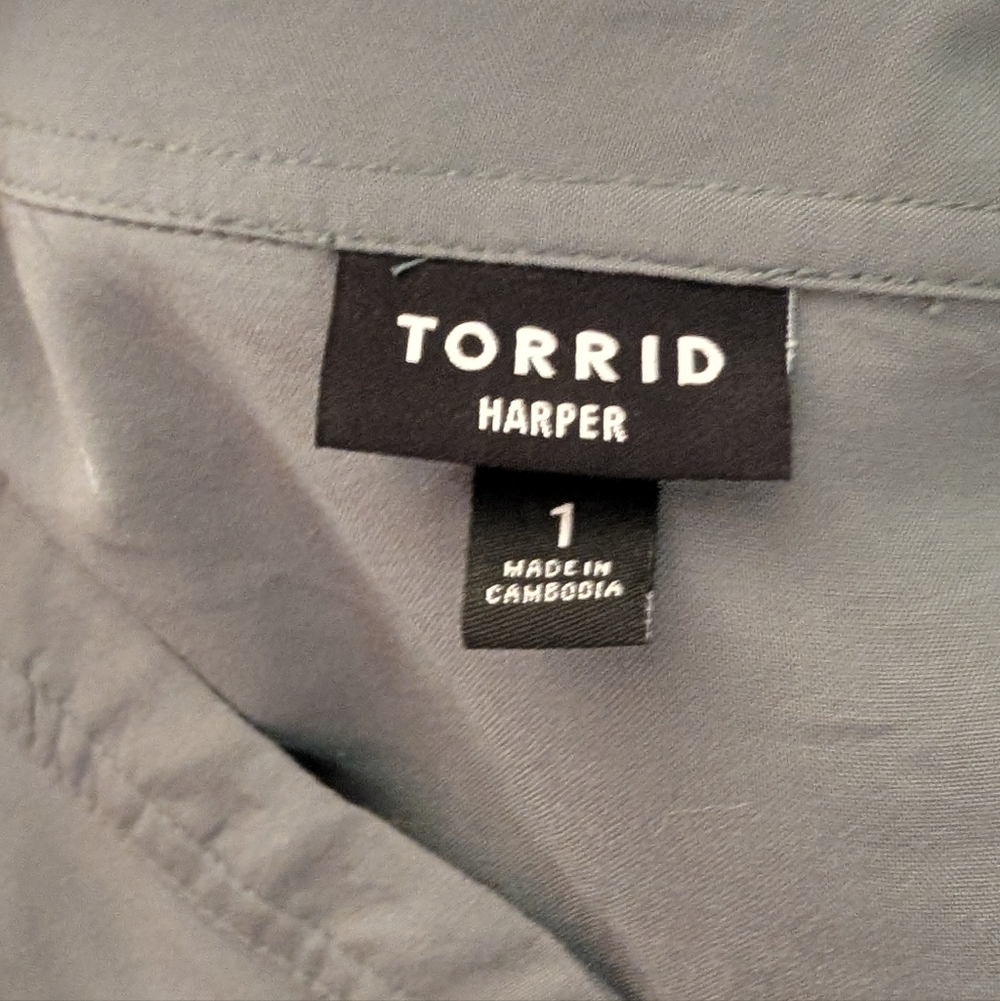 TORRID
HARPER
1
MADE IN
CAMBODIA